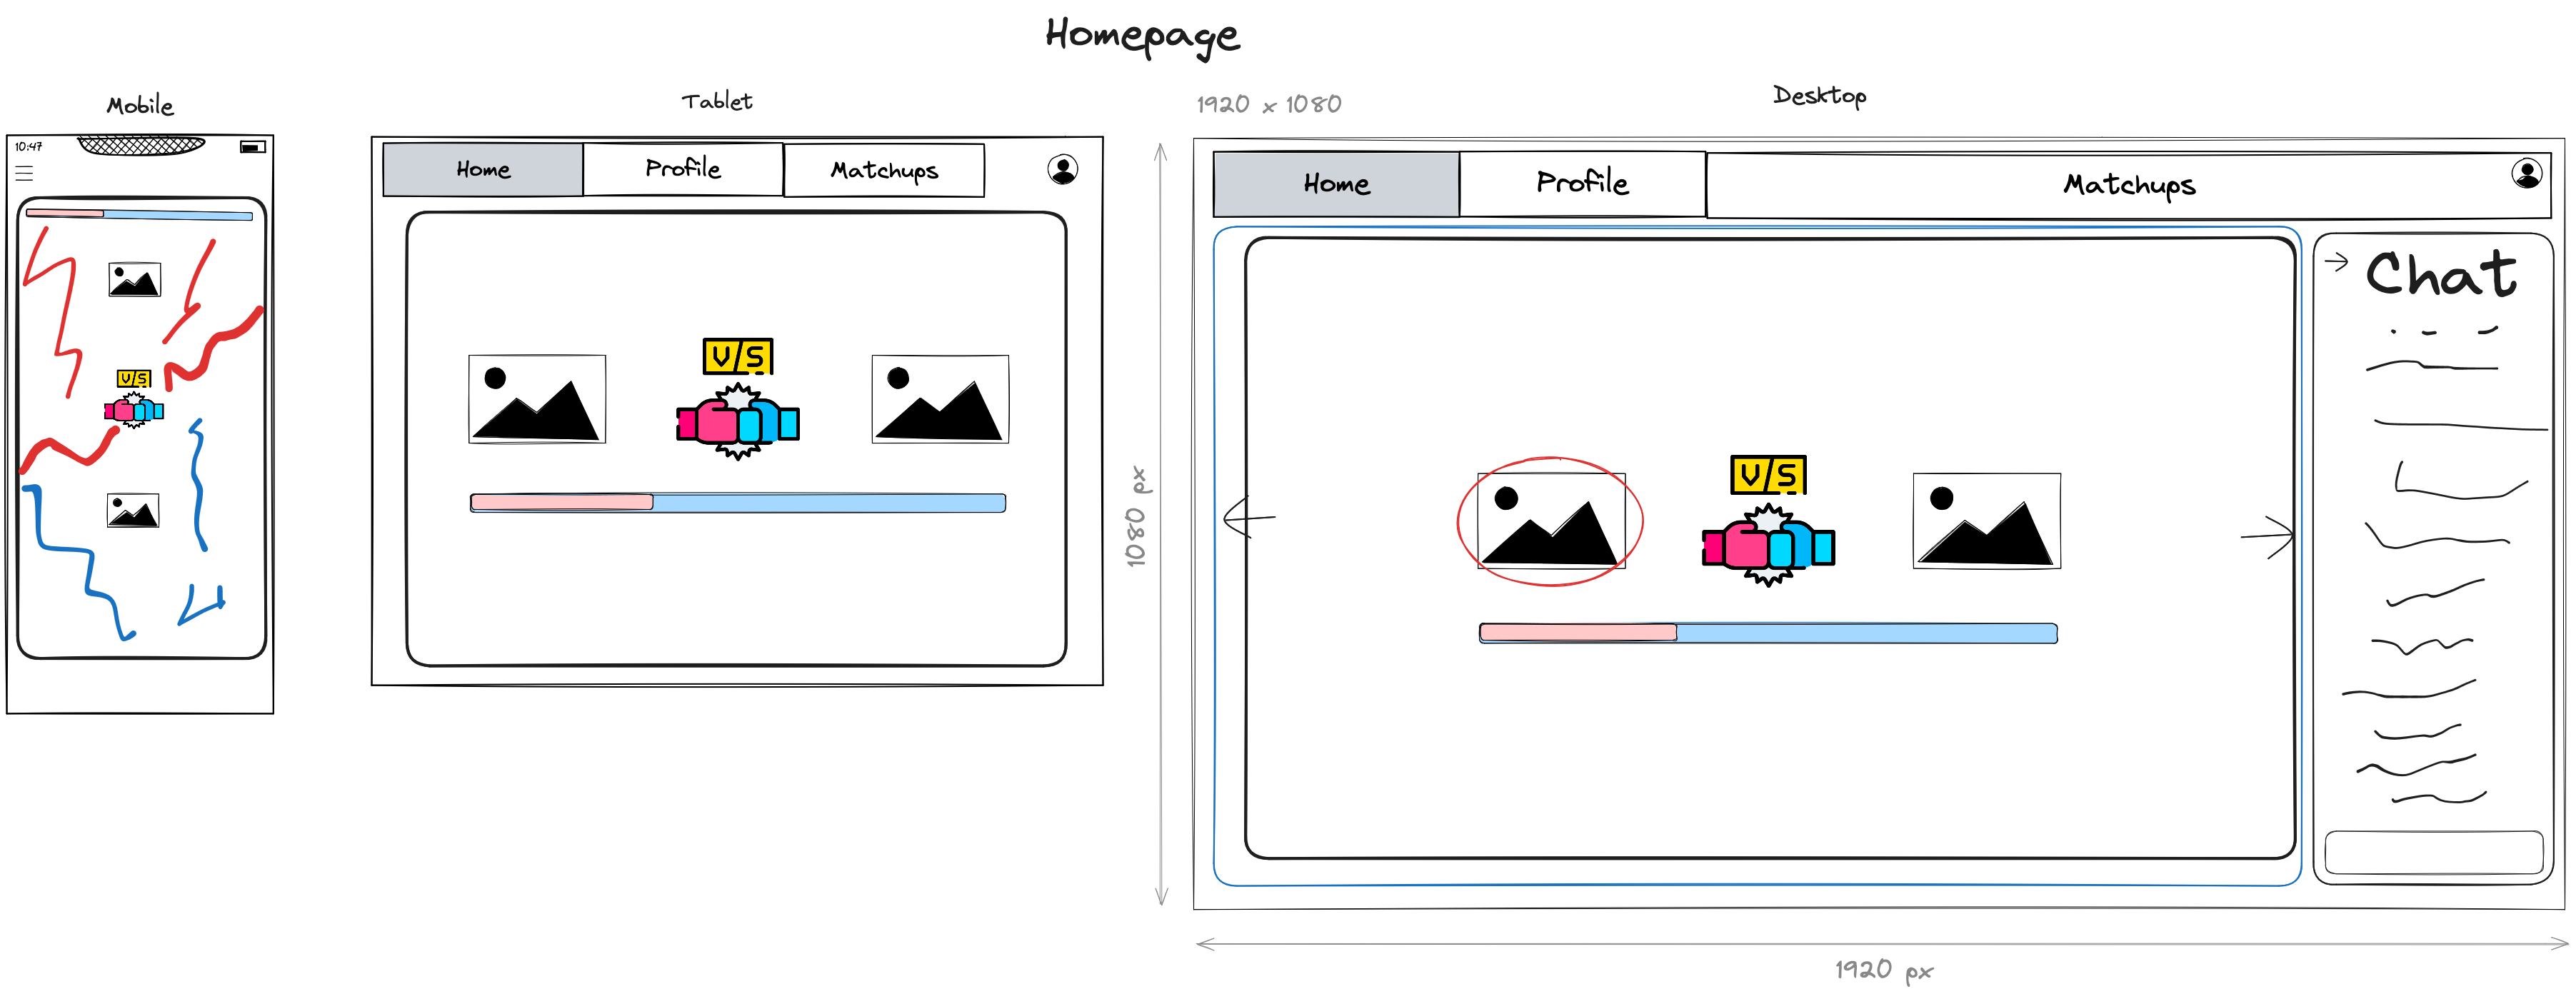 Homepage
Mobile
10:47
V/S
Tablet
Home
Profile
Matchups
V/S
1920 x 1080
Desktop
1080 px
Home
Profile
Matchups
Chat
V/S
1920 px